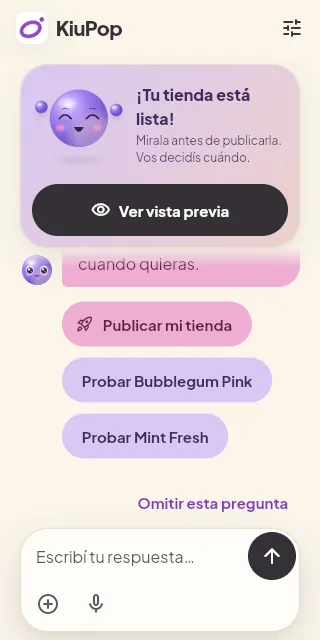 KiuPop
¡Tu tienda está
lista!
Mirala antes de publicarla.
Vos decidís cuándo.
Ver vista previa
cuando quieras.
Publicar mi tienda
Probar Bubblegum Pink
Probar Mint Fresh
Omitir esta pregunta
Escribí tu respuesta...